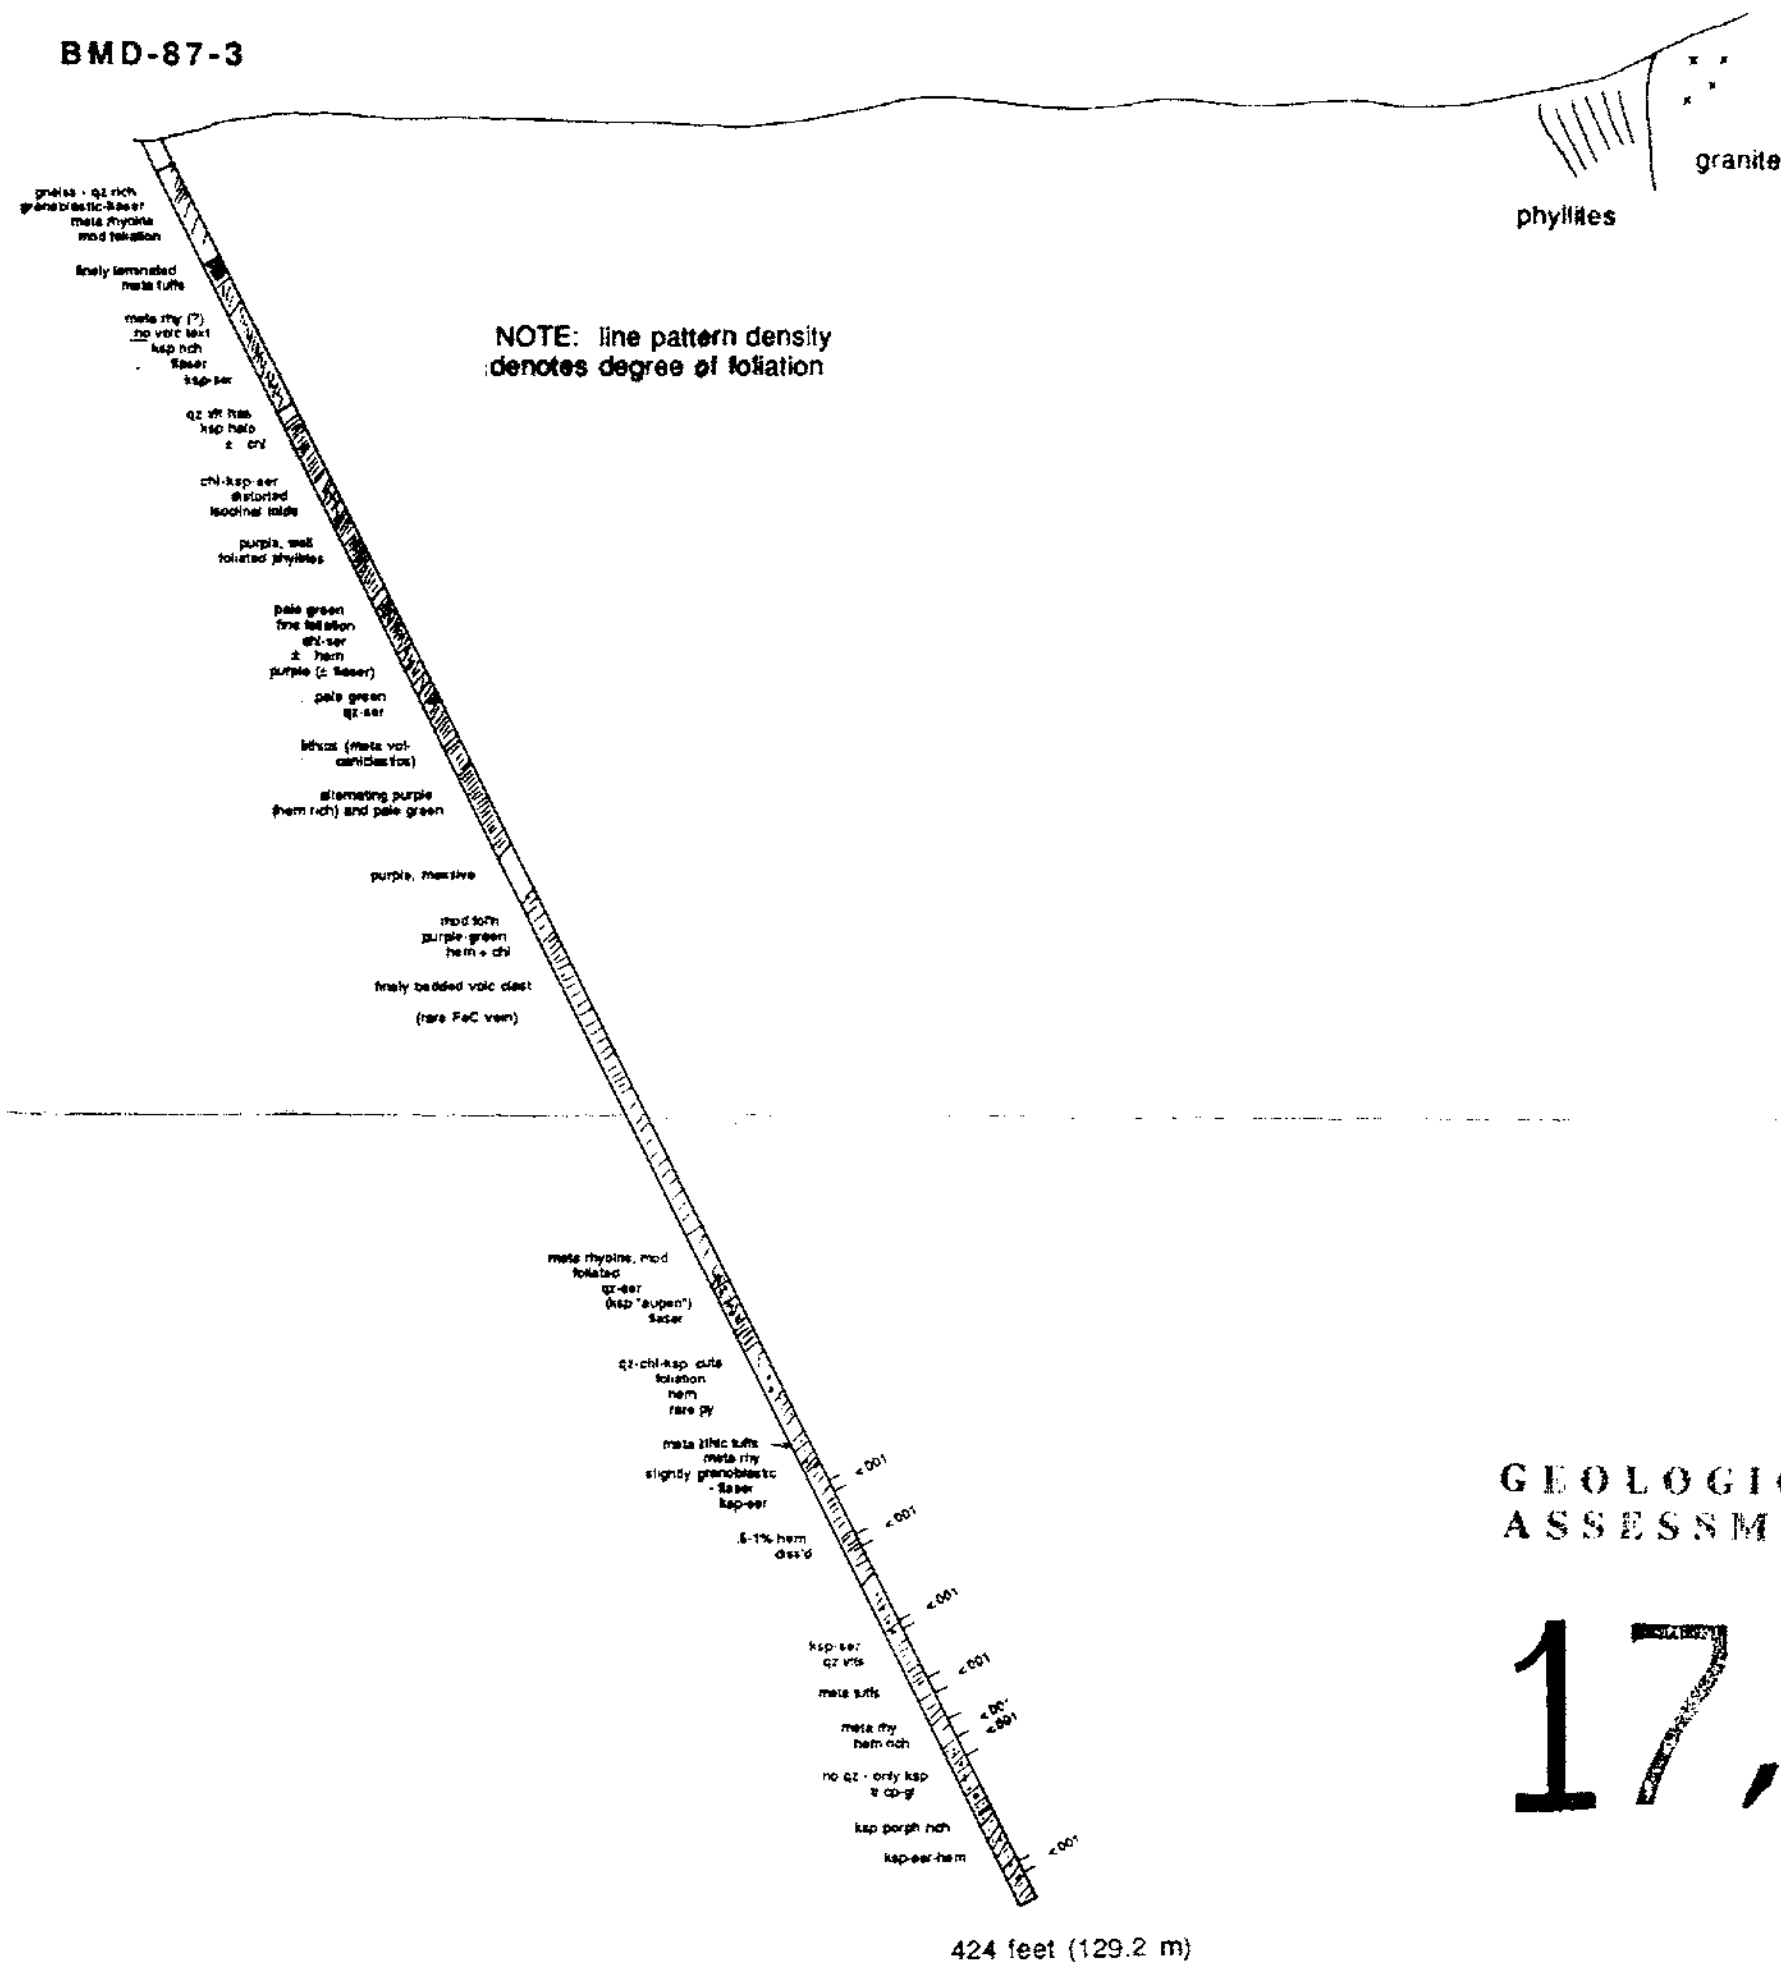 BMD-87-3
granite
phyllites
gneiss - qz rich
granoblastic-flaser
meta rhyolite
mod foliation
finely laminated
meta tuffs
NOTE: line pattern density
denotes degree of foliation
meta rhy (?)
no volc text
ksp rich
flaser
ksp-ser
ksp halo
± chl
chl-ksp-ser
distorted
isoclinal folds
purple, well
foliated phyllites
pale green
fine foliation
chl-ser
± hem
purple (± flaser)
pale green
qz-ser
(meta vol-
caniclastics)
alternating purple
(hem rich) and pale green
purple, massive
mod fol'n
purple-green
hem + chl
finely bedded volc clast
(rare FeC vein)
meta rhyolite, mod
foliated
qz-ser
(ksp "augen")
flaser
qz-chl-ksp cuts
foliation
hem
rare py
meta lithic tuffs
meta rhy
slightly granoblastic
- flaser
ksp-ser
<.001
<.001
.5-1% hem
diss'd
<.001
ksp-ser
qz vnlts
<.001
meta tuffs
<.001
<.001
meta rhy
hem rich
no qz - only ksp
tr cp-gl
ksp porph rich
<.001
ksp-ser-hem
424 feet (129.2 m)
GEOLOGIC
ASSESSM
17,